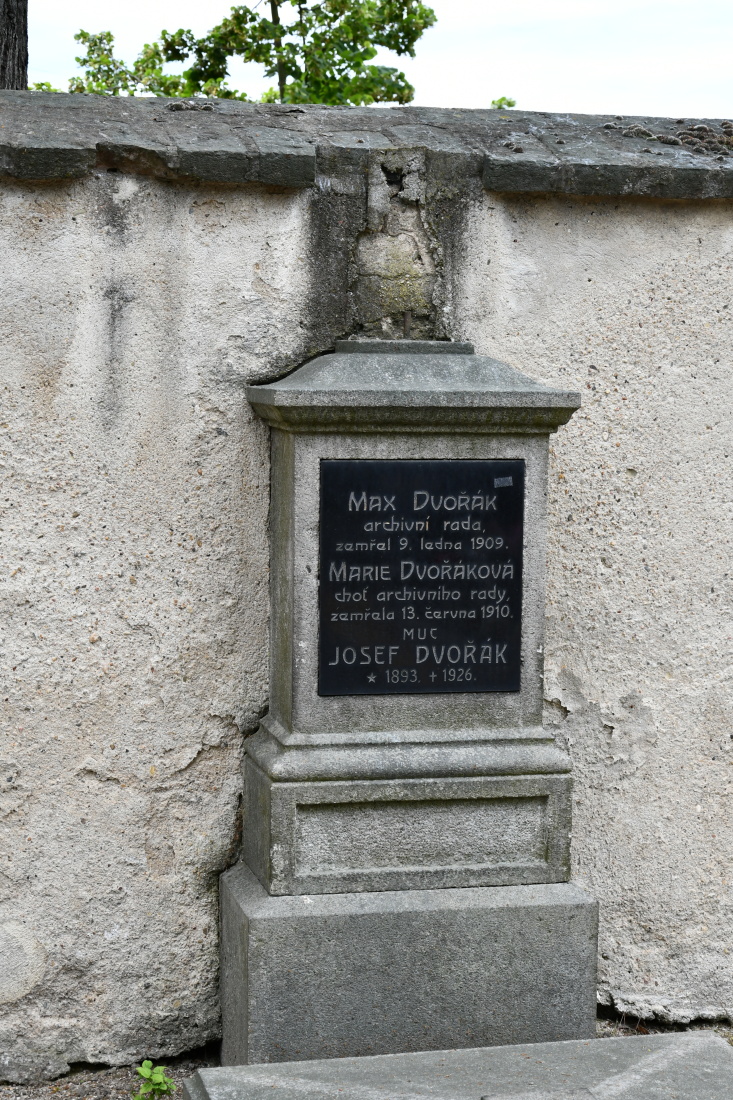 MAX DVOŘÁK
archivní rada,
zemřel 9. ledna 1909.
MARIE DVOŘÁKOVÁ
choť archivního rady,
zemřela 13. června 1910.
MUC
JOSEF DVOŘÁK
* 1893. + 1926.